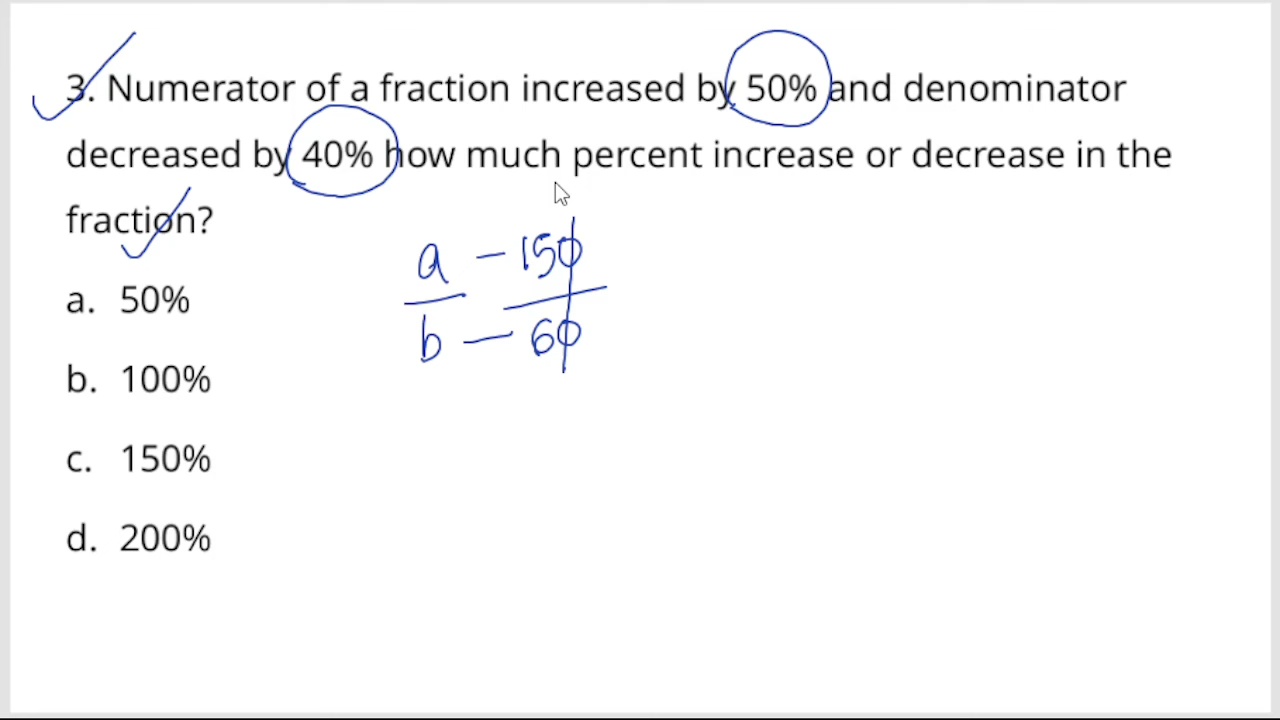 3. Numerator of a fraction increased by 50% and denominator
decreased by 40% how much percent increase or decrease in the
fraction?
a — 150
b — 60
a. 50%
b. 100%
c. 150%
d. 200%